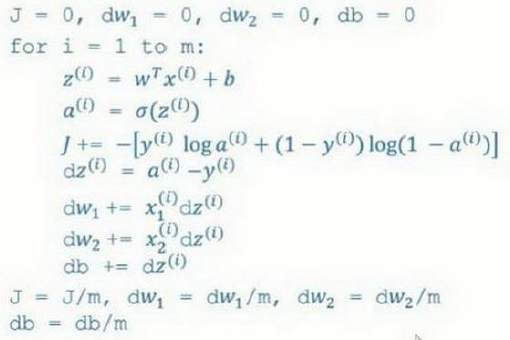 J = 0, dw₁ = 0, dw₂ = 0, db = 0
for i = 1 to m:
z⁽ⁱ⁾ = wᵀx⁽ⁱ⁾ + b
a⁽ⁱ⁾ = σ(z⁽ⁱ⁾)
J += −[y⁽ⁱ⁾ log a⁽ⁱ⁾ + (1 − y⁽ⁱ⁾) log(1 − a⁽ⁱ⁾)]
dz⁽ⁱ⁾ = a⁽ⁱ⁾ − y⁽ⁱ⁾
dw₁ += x₁⁽ⁱ⁾dz⁽ⁱ⁾
dw₂ += x₂⁽ⁱ⁾dz⁽ⁱ⁾
db += dz⁽ⁱ⁾
J = J/m, dw₁ = dw₁/m, dw₂ = dw₂/m
db = db/m